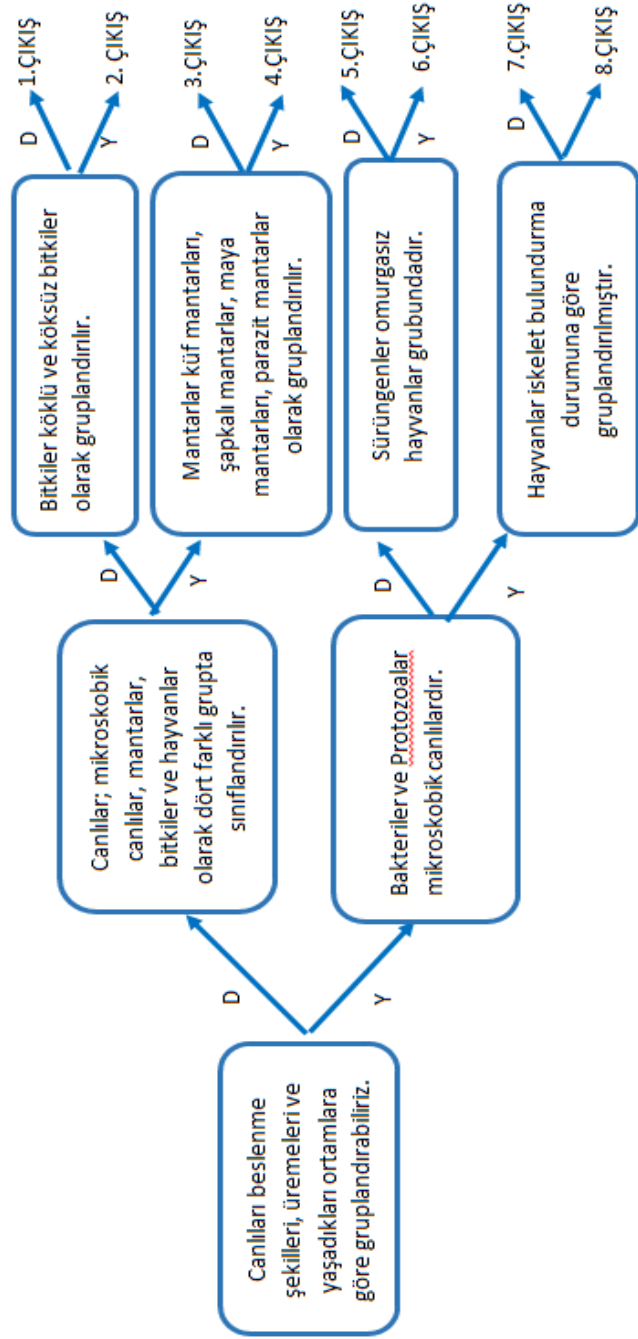 Canlıları beslenme
şekilleri, üremeleri ve
yaşadıkları ortamlara
göre gruplandırabiliriz.
D
Y
Canlılar; mikroskobik
canlılar, mantarlar,
bitkiler ve hayvanlar
olarak dört farklı grupta
sınıflandırılır.
D
Y
Bakteriler ve Protozoalar
mikroskobik canlılardır.
D
Y
Bitkiler köklü ve köksüz bitkiler
olarak gruplandırılır.
D
Y
1.ÇIKIŞ
2. ÇIKIŞ
Mantarlar küf mantarları,
şapkalı mantarlar, maya
mantarları, parazit mantarlar
olarak gruplandırılır.
D
Y
3.ÇIKIŞ
4.ÇIKIŞ
Sürüngenler omurgasız
hayvanlar grubundadır.
D
Y
5.ÇIKIŞ
6.ÇIKIŞ
Hayvanlar iskelet bulundurma
durumuna göre
gruplandırılmıştır.
D
Y
7.ÇIKIŞ
8.ÇIKIŞ